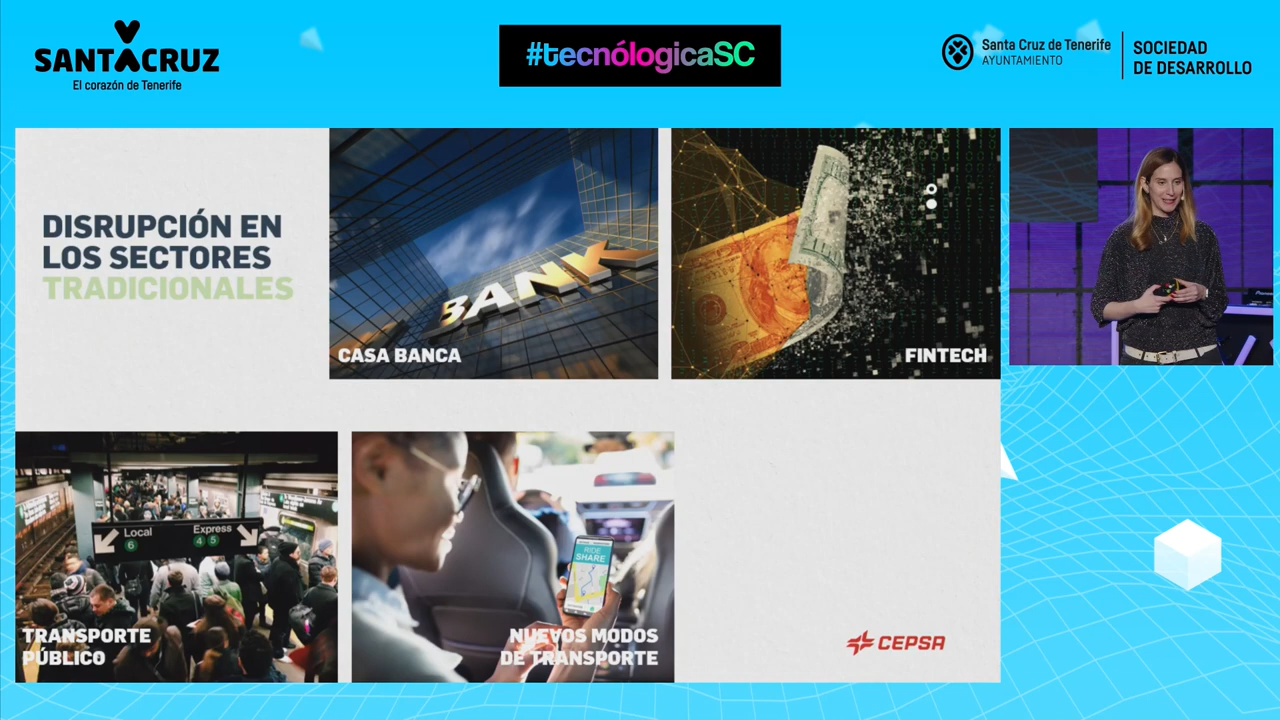 SANTACRUZ
El corazón de Tenerife
#tecnólogicaSC
Santa Cruz de Tenerife
AYUNTAMIENTO
SOCIEDAD
DE DESARROLLO
DISRUPCIÓN EN
LOS SECTORES
TRADICIONALES
BANK
CASA BANCA
FINTECH
Local
6
Express
4 5
TRANSPORTE
PÚBLICO
RIDE
SHARE
NUEVOS MODOS
DE TRANSPORTE
CEPSA